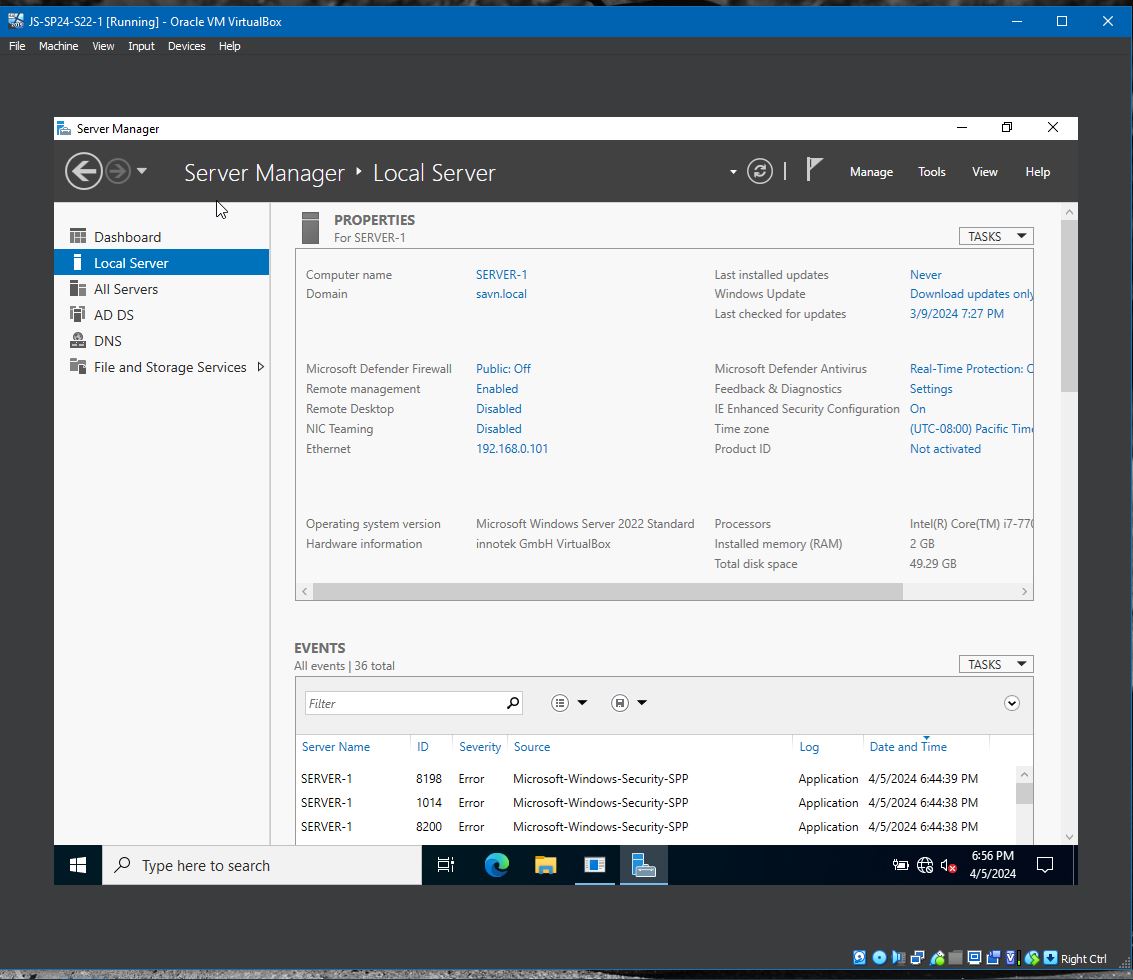 JS-SP24-S22-1 [Running] - Oracle VM VirtualBox
File Machine View Input Devices Help
Server Manager
Server Manager Local Server
Manage Tools View Help
Dashboard
Local Server
All Servers
AD DS
DNS
File and Storage Services
PROPERTIES
For SERVER-1
TASKS
Computer name SERVER-1 Last installed updates Never
Domain savn.local Windows Update Download updates only
Last checked for updates 3/9/2024 7:27 PM
Microsoft Defender Firewall Public: Off Microsoft Defender Antivirus Real-Time Protection:
Remote management Enabled Feedback & Diagnostics Settings
Remote Desktop Disabled IE Enhanced Security Configuration On
NIC Teaming Disabled Time zone (UTC-08:00) Pacific Time
Ethernet 192.168.0.101 Product ID Not activated
Operating system version Microsoft Windows Server 2022 Standard Processors Intel(R) Core(TM)
Hardware information innotek GmbH VirtualBox Installed memory (RAM) 2 GB
Total disk space 49.29 GB
EVENTS
All events | 36 total
TASKS
Filter
Server Name ID Severity Source Log Date and Time
SERVER-1 8198 Error Microsoft-Windows-Security-SPP Application 4/5/2024 6:44:39 PM
SERVER-1 1014 Error Microsoft-Windows-Security-SPP Application 4/5/2024 6:44:38 PM
SERVER-1 8200 Error Microsoft-Windows-Security-SPP Application 4/5/2024 6:44:38 PM
Type here to search
6:56 PM
4/5/2024
Right Ctrl